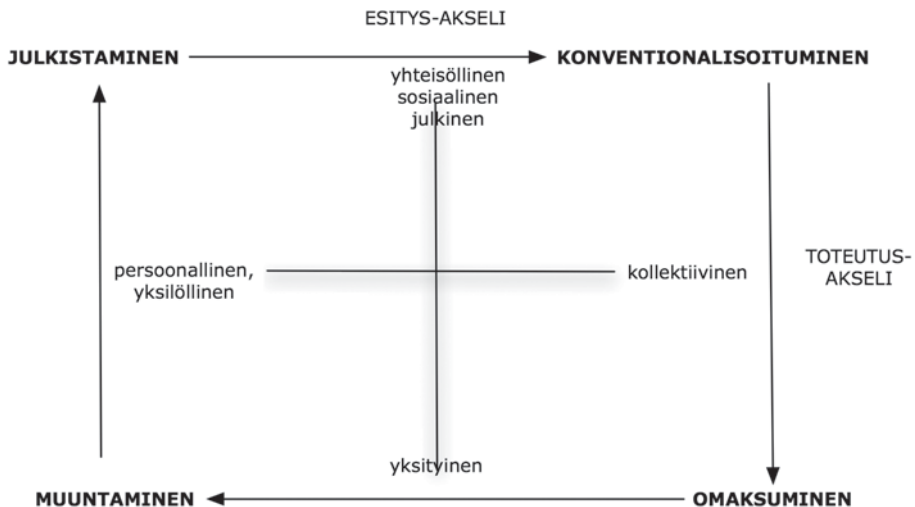 ESITYS-AKSELI
JULKISTAMINEN
KONVENTIONALISOITUMINEN
yhteisöllinen
sosiaalinen
julkinen
persoonallinen,
yksilöllinen
kollektiivinen
TOTEUTUS-
AKSELI
yksityinen
MUUNTAMINEN
OMAKSUMINEN